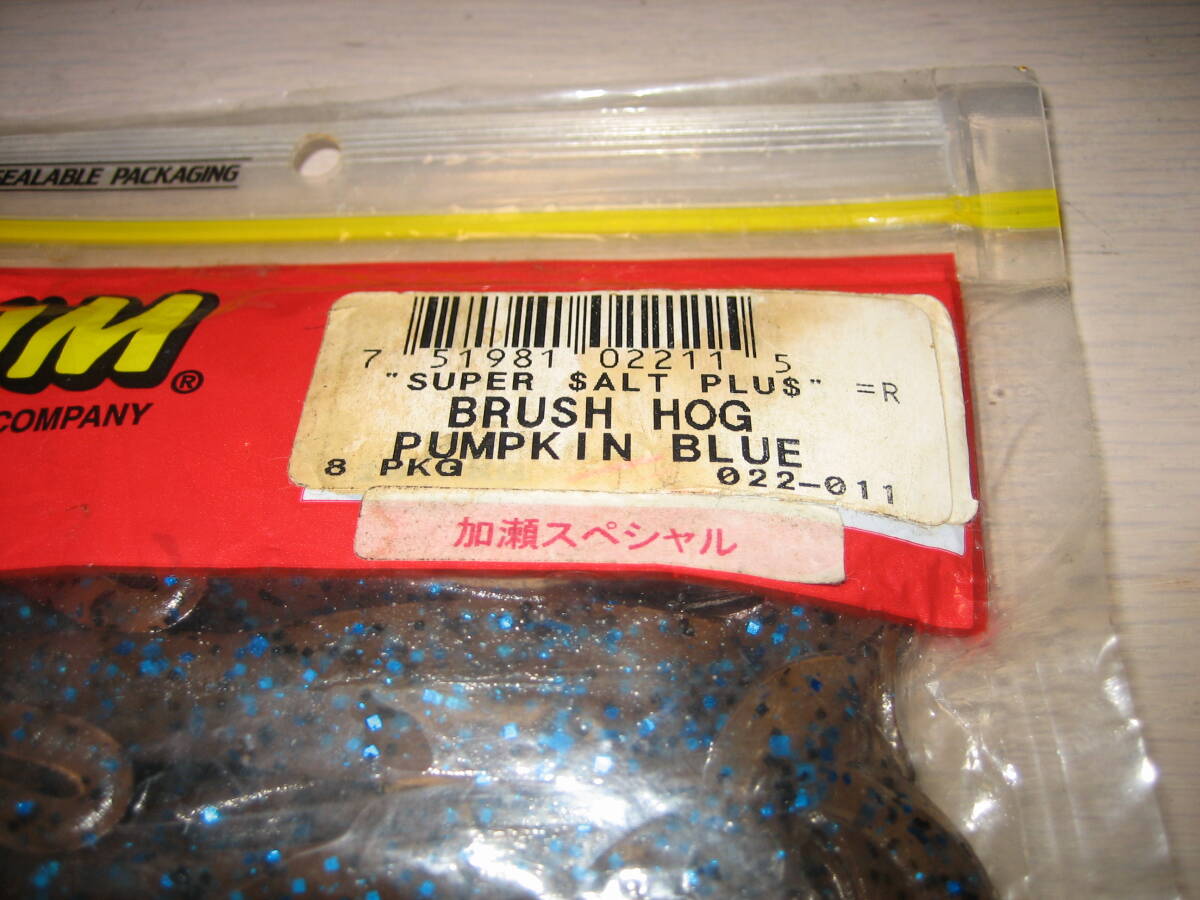 SEALABLE PACKAGING
OM®
COMPANY
7 51981 02211 5
"SUPER $ALT PLU$" =R
BRUSH HOG
PUMPKIN BLUE
8 PKG 022-011
加瀬スペシャル